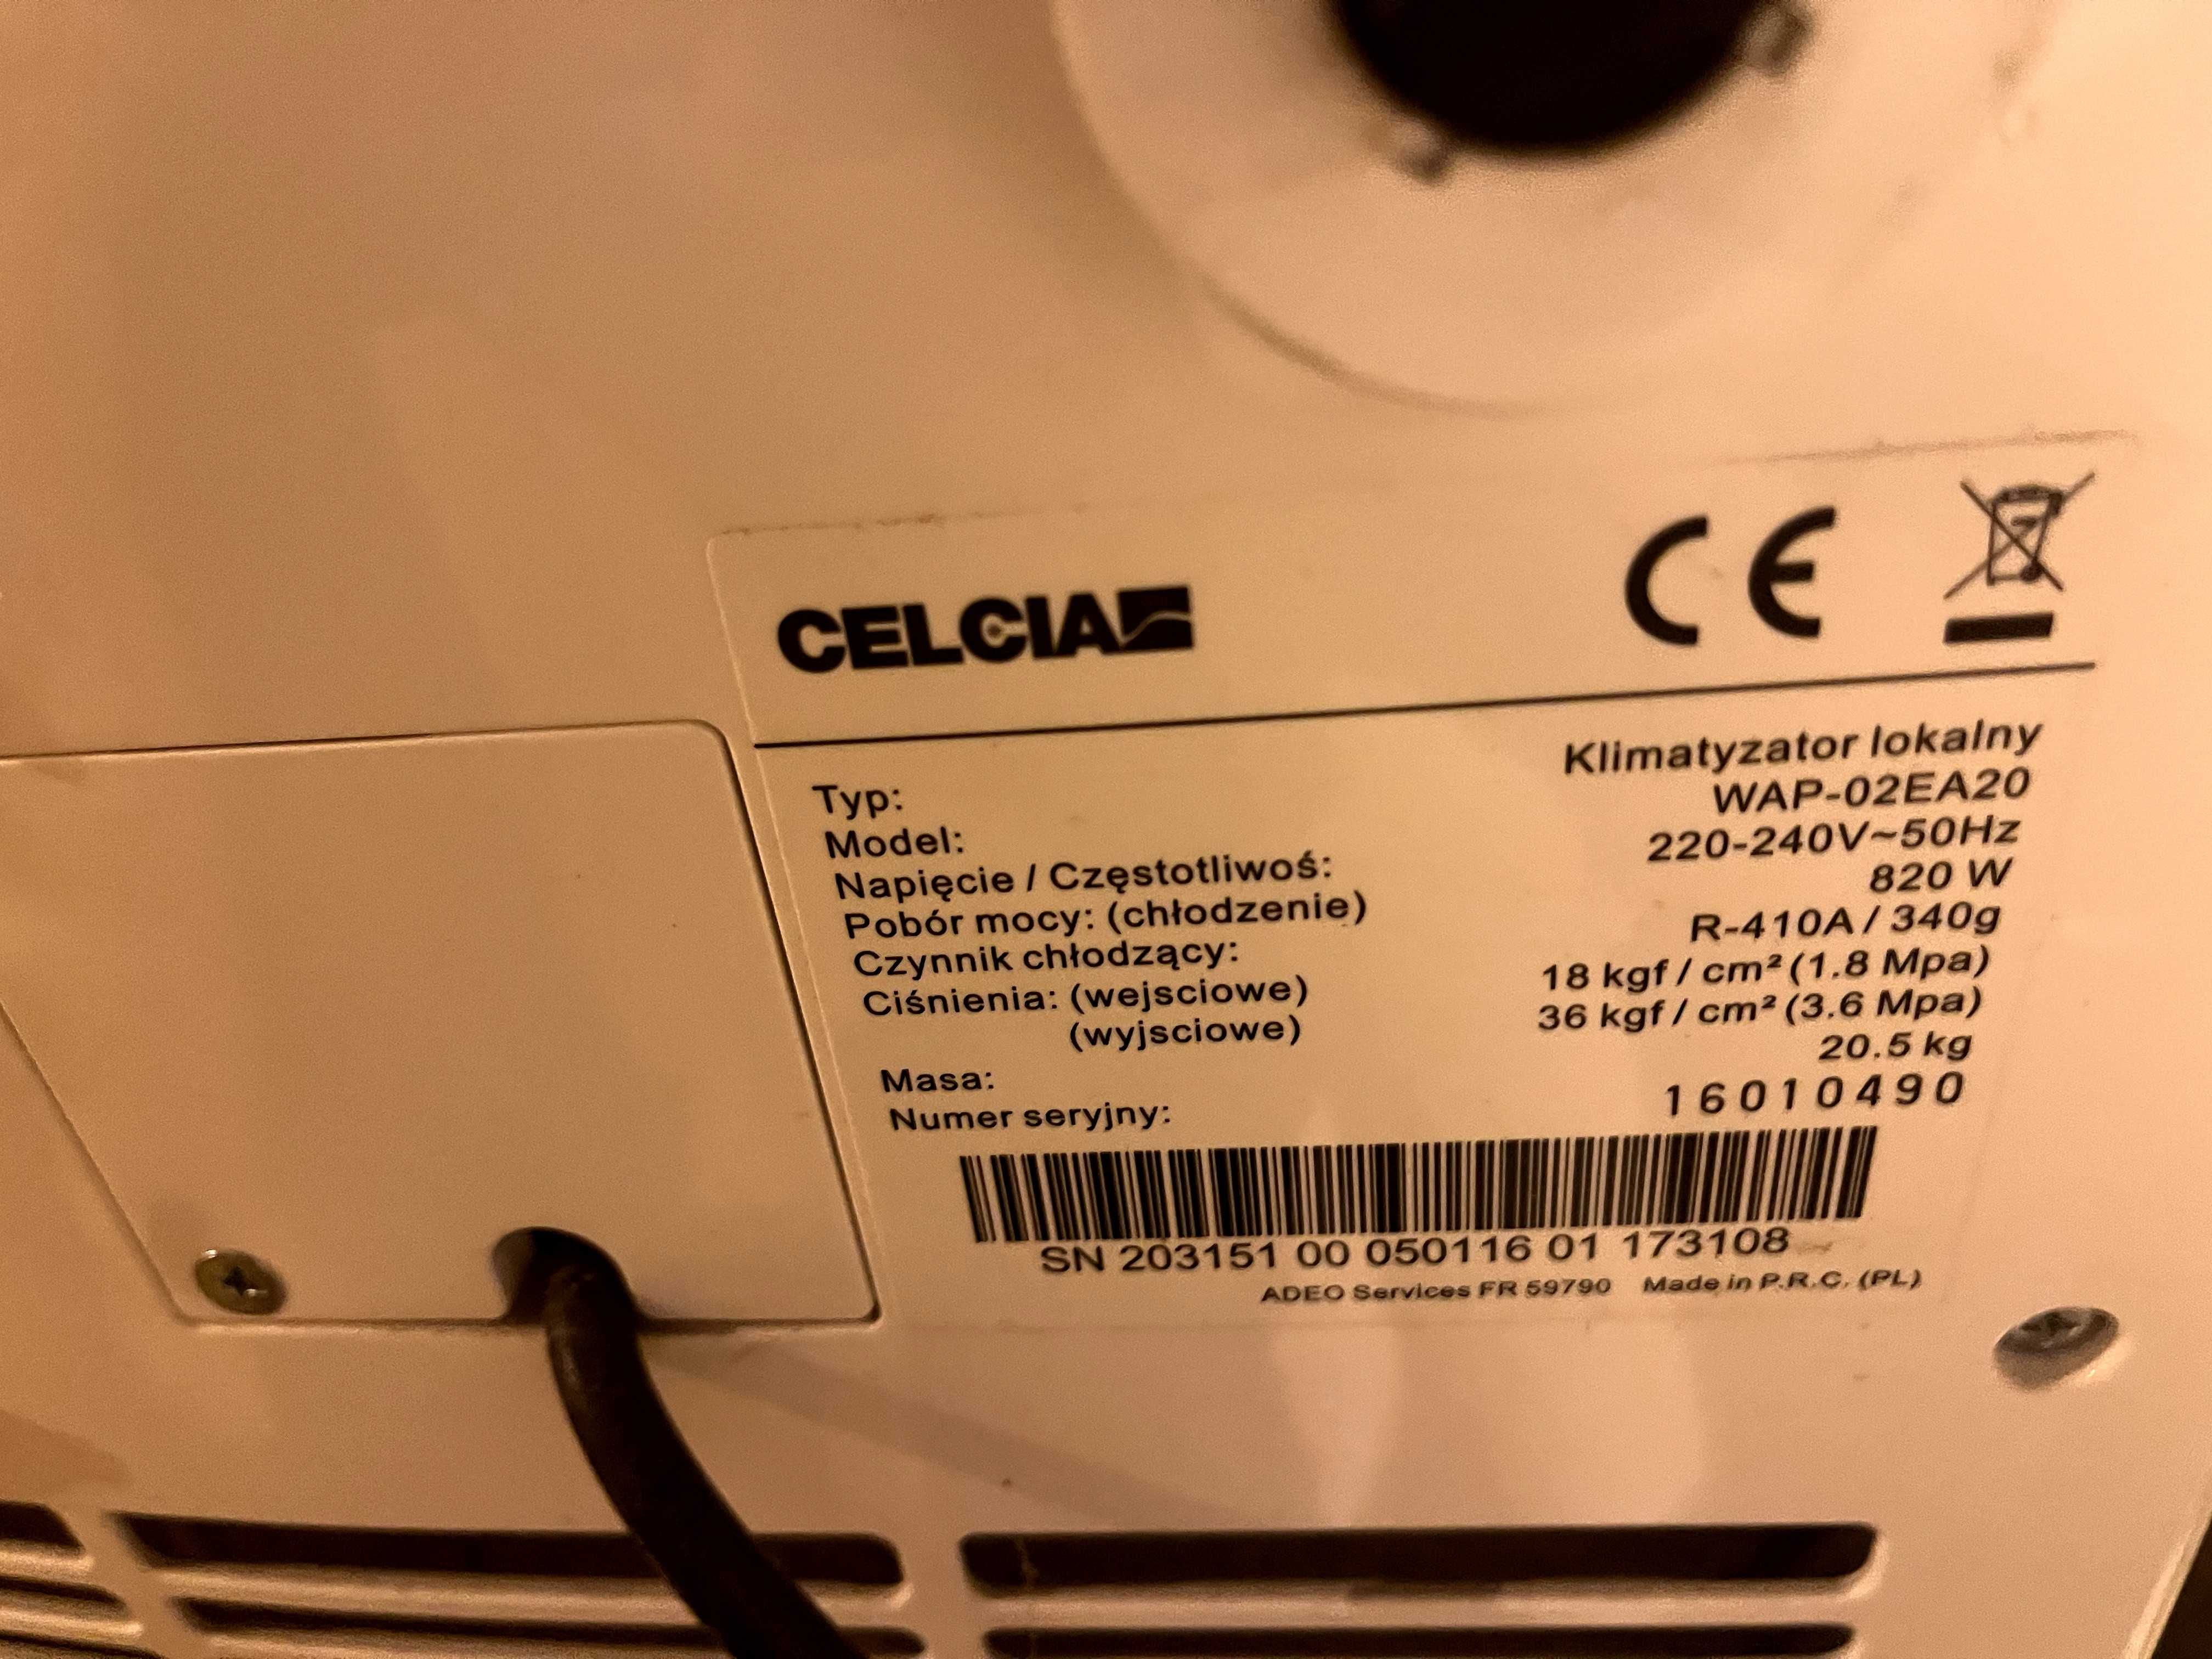 CELCIA
CE
Typ: Klimatyzator lokalny
Model: WAP-02EA20
Napięcie / Częstotliwoś: 220-240V~50Hz
Pobór mocy: (chłodzenie) 820 W
Czynnik chłodzący: R-410A / 340g
Ciśnienia: (wejsciowe) 18 kgf / cm² (1.8 Mpa)
(wyjsciowe) 36 kgf / cm² (3.6 Mpa)
Masa: 20.5 kg
Numer seryjny: 16010490
SN 203151 00 050116 01 173108
ADEO Services FR 59790 Made in P.R.C. (PL)